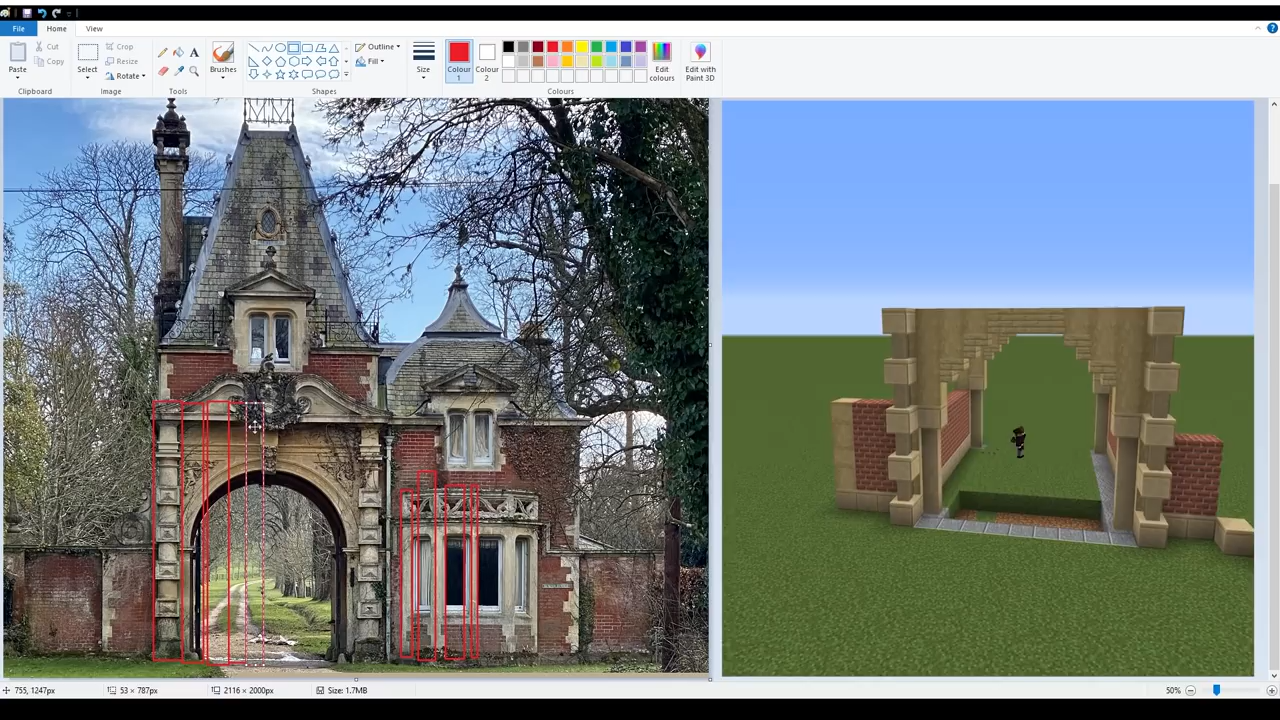 File Home View
Paste Cut Copy
Clipboard
Select Crop Resize Rotate
Image
A
Tools
Brushes
Outline Fill
Shapes
Size
Colour 1
Colour 2
Edit colours
Colours
Edit with Paint 3D
755, 1247px 53 × 787px 2116 × 2000px Size: 1.7MB 50%